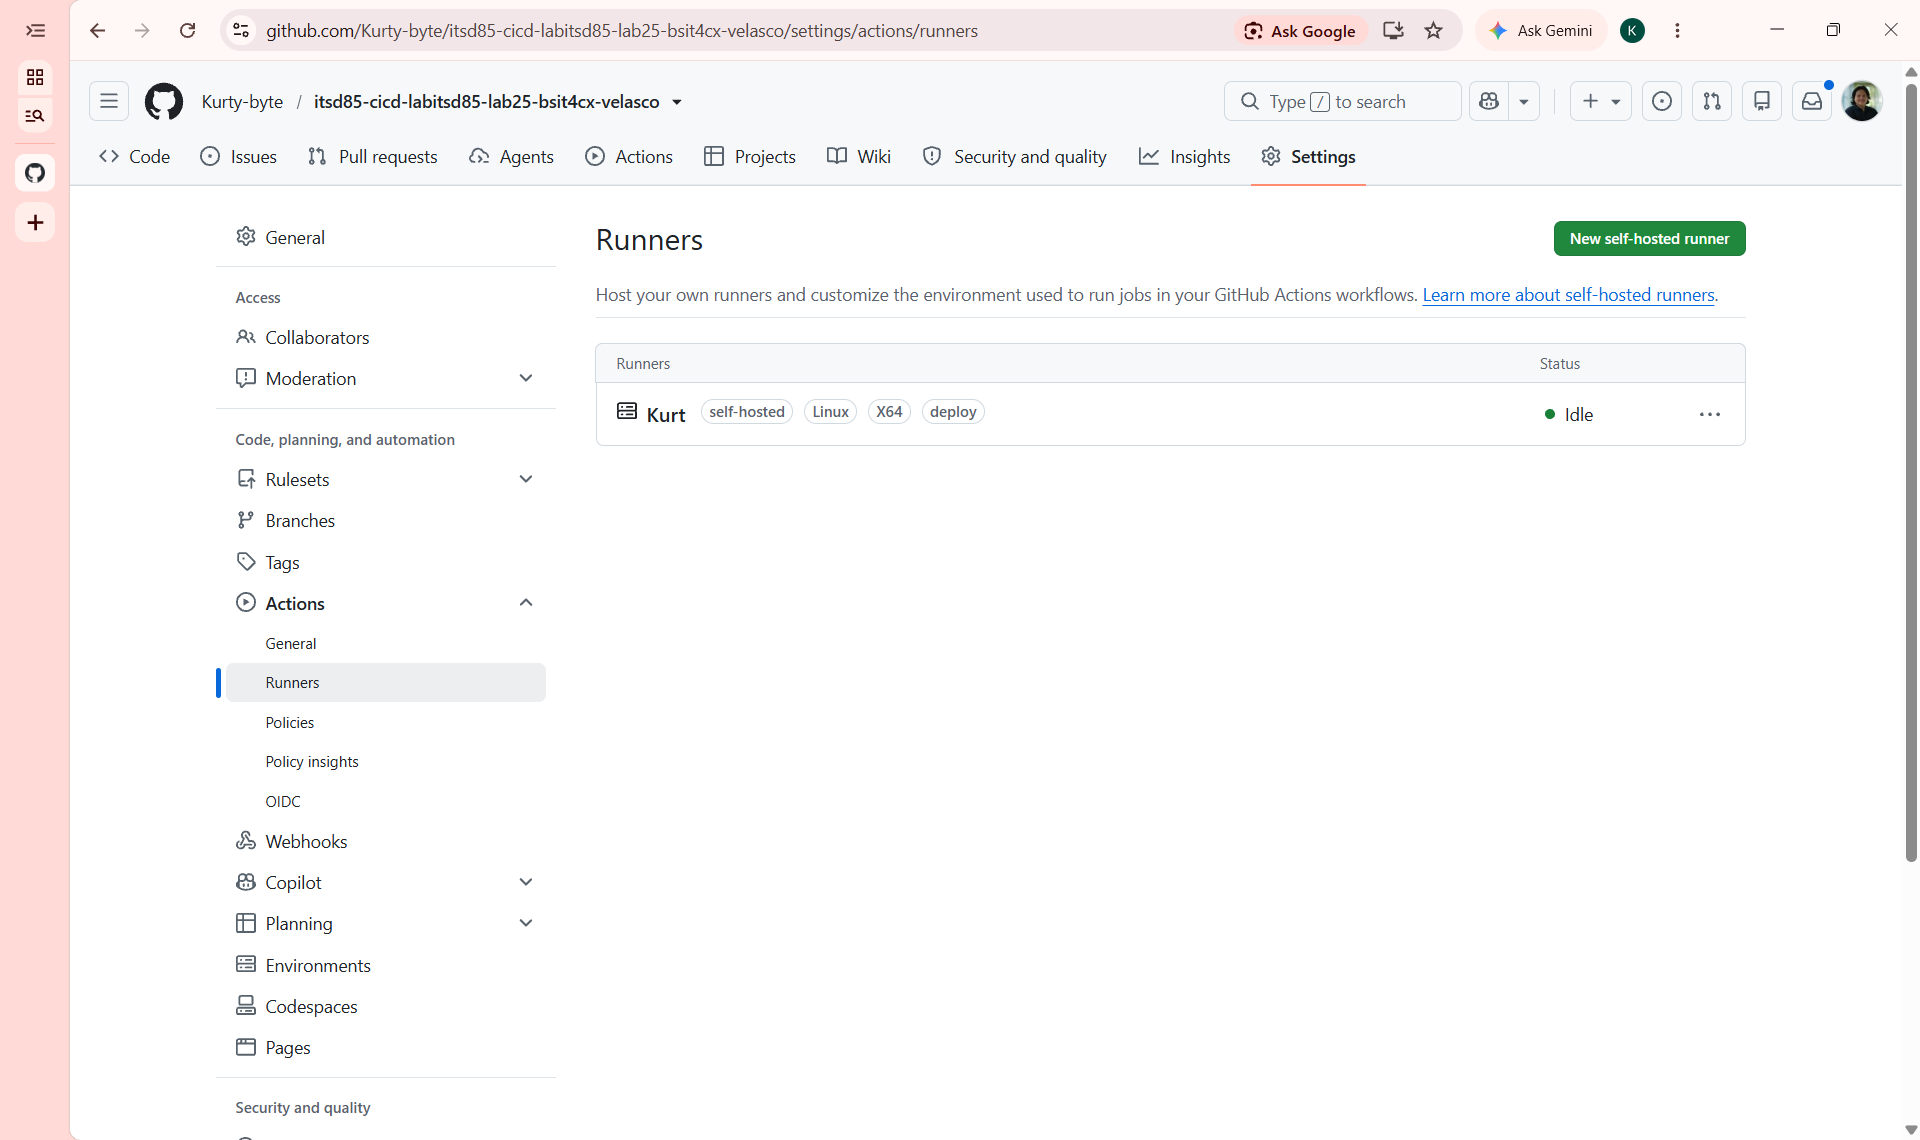 github.com/Kurty-byte/itsd85-cicd-labitsd85-lab25-bsit4cx-velasco/settings/actions/runners
Ask Google
Ask Gemini
K
Kurty-byte / itsd85-cicd-labitsd85-lab25-bsit4cx-velasco
Type / to search
Code
Issues
Pull requests
Agents
Actions
Projects
Wiki
Security and quality
Insights
Settings
General
Access
Collaborators
Moderation
Code, planning, and automation
Rulesets
Branches
Tags
Actions
General
Runners
Policies
Policy insights
OIDC
Webhooks
Copilot
Planning
Environments
Codespaces
Pages
Security and quality
Runners
New self-hosted runner
Host your own runners and customize the environment used to run jobs in your GitHub Actions workflows. Learn more about self-hosted runners.
Runners Status
Kurt self-hosted Linux X64 deploy Idle